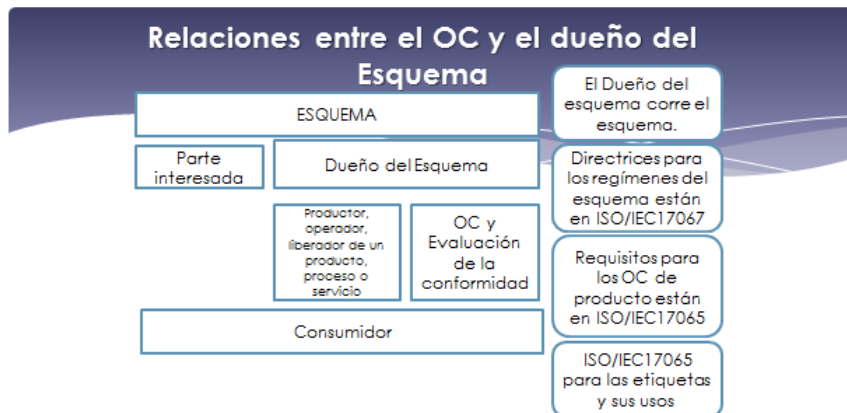 Relaciones entre el OC y el dueño del
Esquema
ESQUEMA
Parte
interesada
Dueño del Esquema
Productor,
operador,
liberador de un
producto,
proceso o
servicio
OC y
Evaluación
de la
conformidad
Consumidor
El Dueño del
esquema corre el
esquema.
Directrices para
los regímenes del
esquema están
en ISO/IEC17067
Requisitos para
los OC de
producto están
en ISO/IEC17065
ISO/IEC17065
para las etiquetas
y sus usos